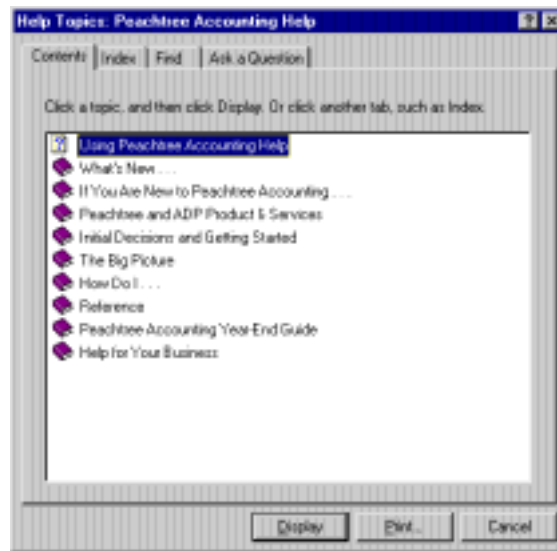 Help Topics: Peachtree Accounting Help
Contents Index Find Ask a Question
Click a topic, and then click Display. Or click another tab, such as Index.
Using Peachtree Accounting Help
What's New . . .
If You Are New to Peachtree Accounting . . .
Peachtree and ADP Product & Services
Initial Decisions and Getting Started
The Big Picture
How Do I . . .
Reference
Peachtree Accounting Year-End Guide
Help for Your Business
Display Print... Cancel